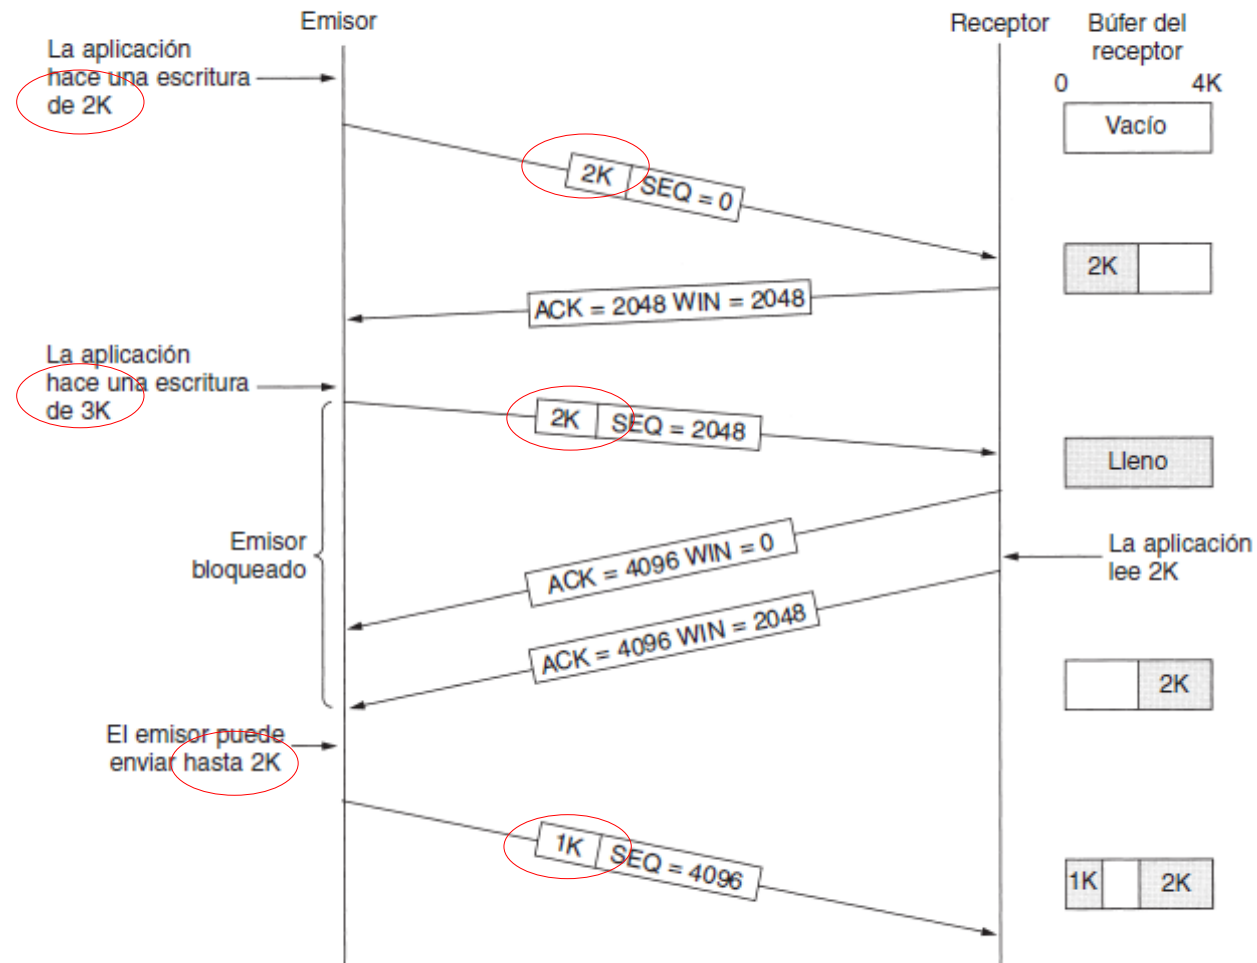 Emisor
Receptor
Búfer del
receptor
0
4K
La aplicación
hace una escritura
de 2K
Vacío
2K
SEQ = 0
2K
ACK = 2048 WIN = 2048
La aplicación
hace una escritura
de 3K
2K
SEQ = 2048
Lleno
Emisor
bloqueado
ACK = 4096 WIN = 0
La aplicación
lee 2K
ACK = 4096 WIN = 2048
2K
El emisor puede
enviar hasta 2K
1K
SEQ = 4096
1K
2K